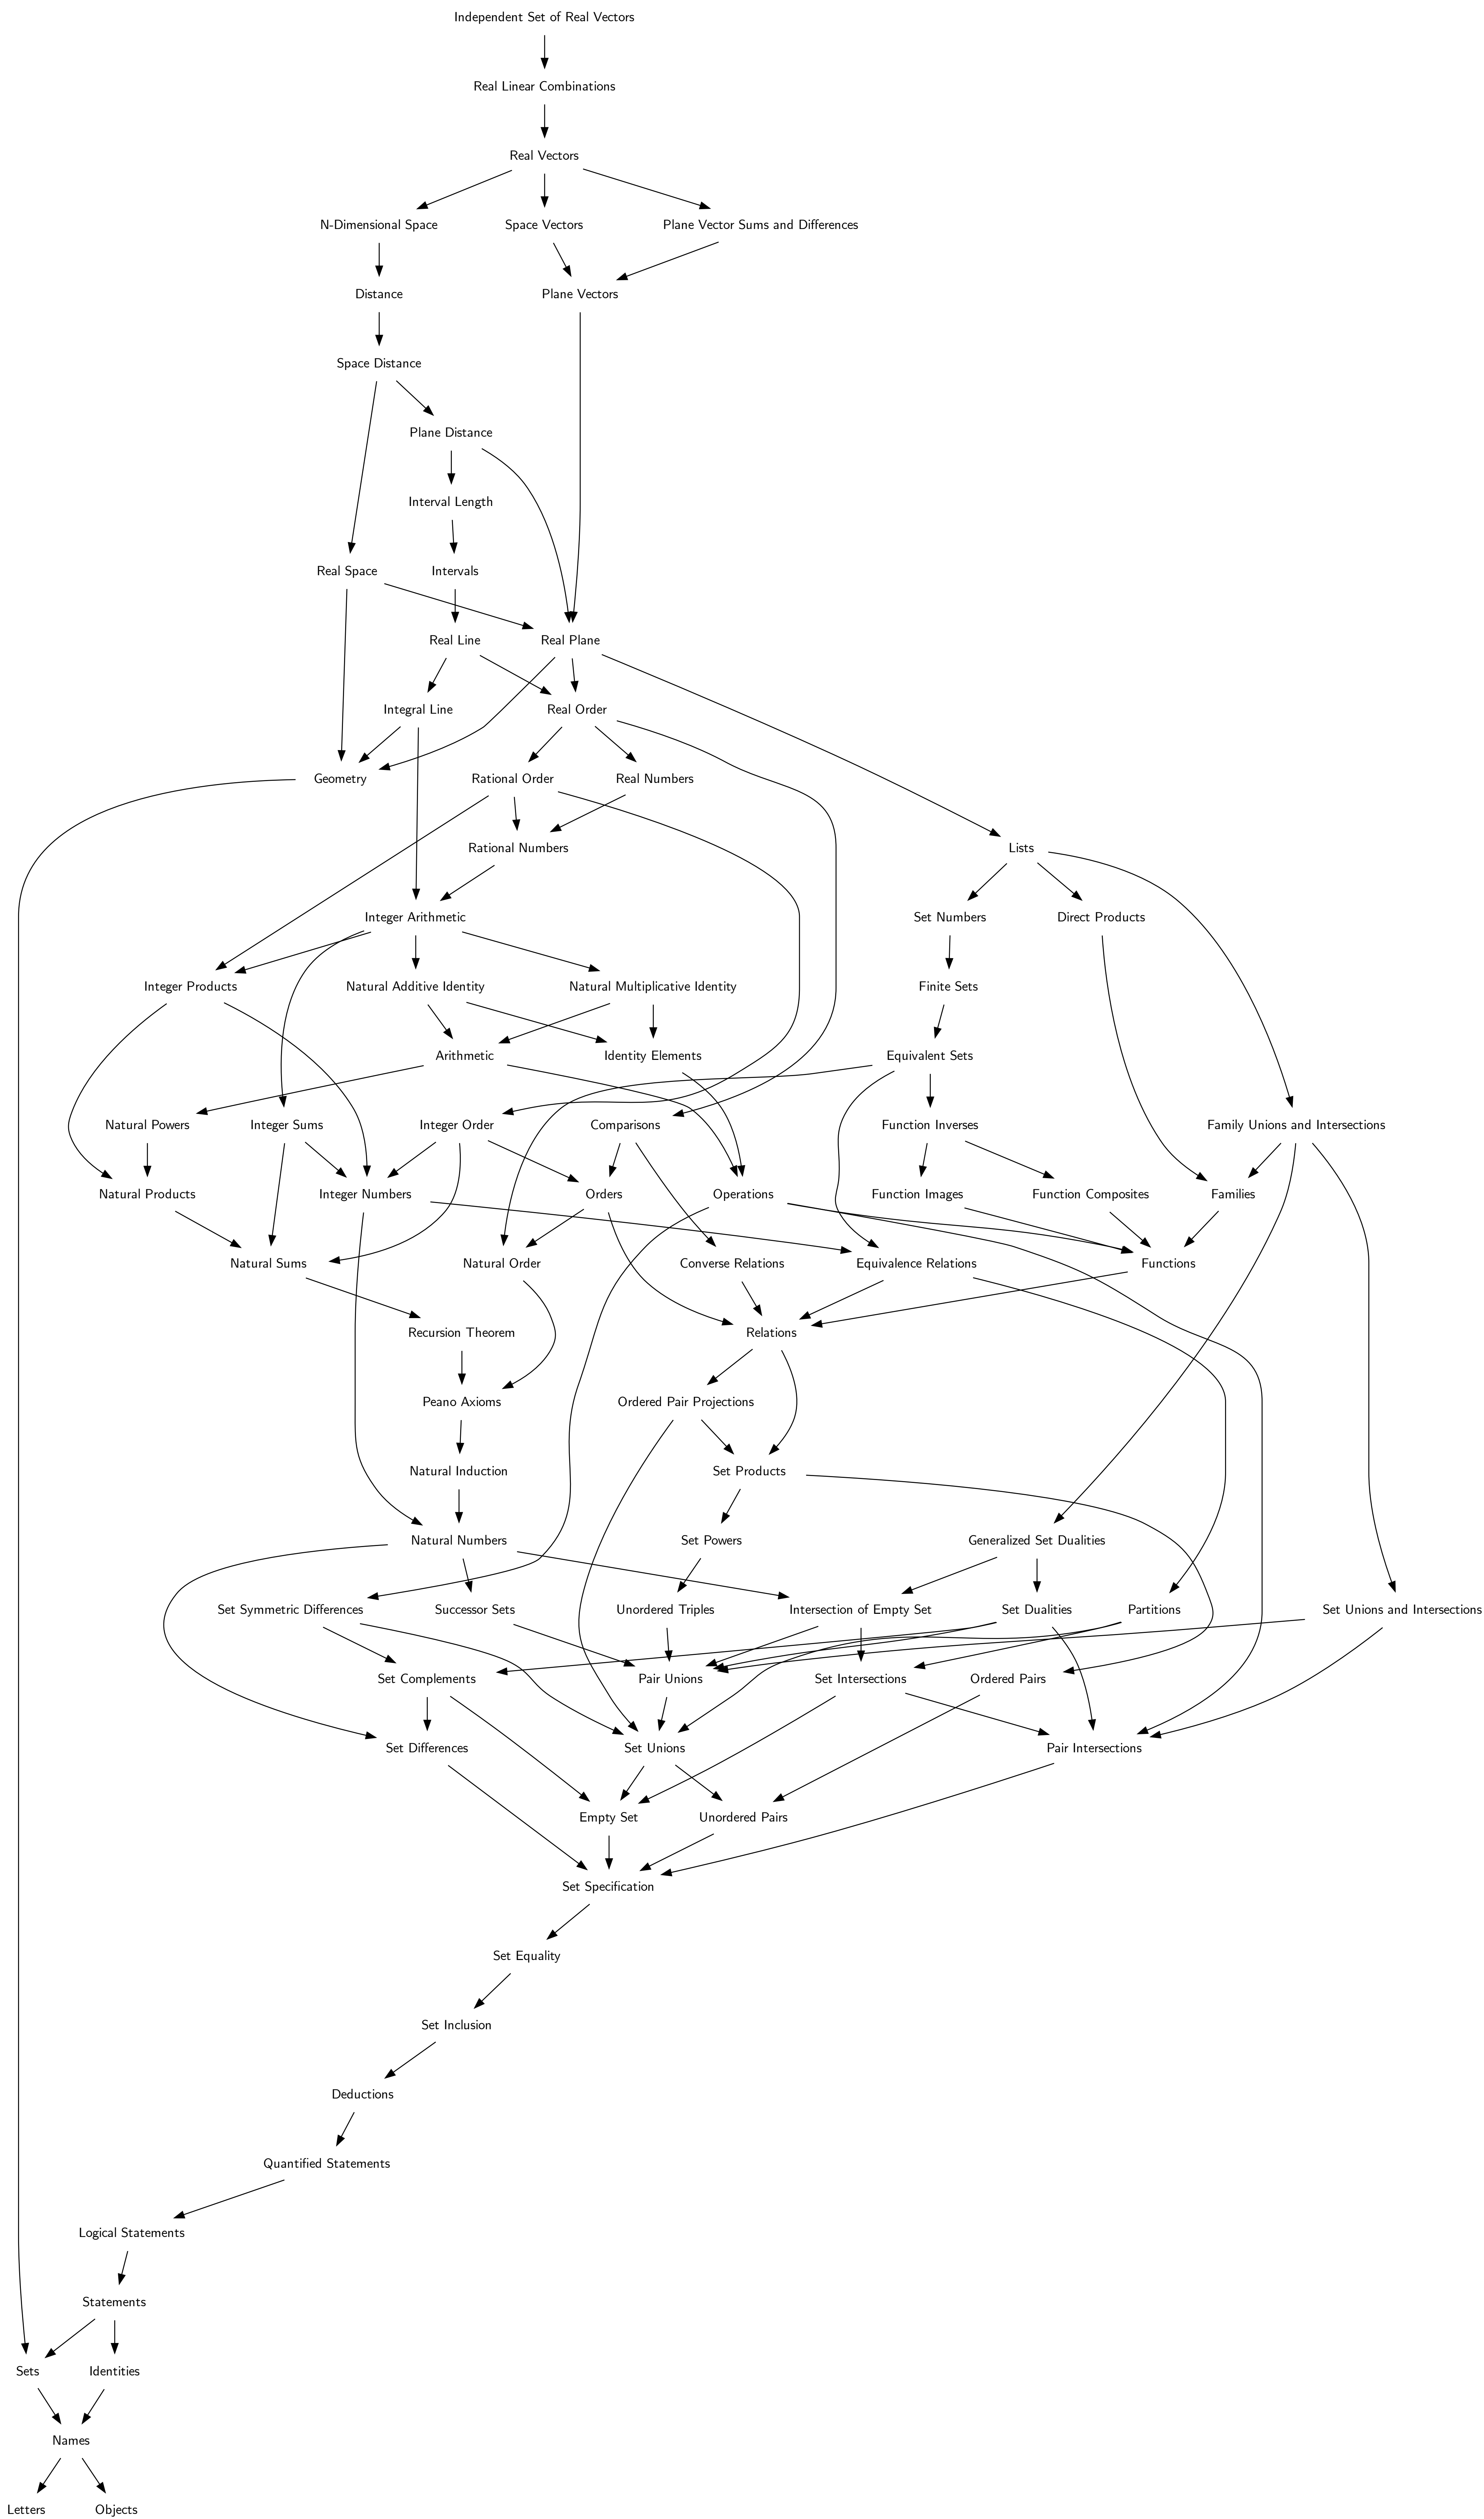 Independent Set of Real Vectors
Real Linear Combinations
Real Vectors
N-Dimensional Space
Space Vectors
Plane Vector Sums and Differences
Distance
Plane Vectors
Space Distance
Plane Distance
Interval Length
Real Space
Intervals
Real Line
Real Plane
Integral Line
Real Order
Geometry
Rational Order
Real Numbers
Rational Numbers
Lists
Integer Arithmetic
Set Numbers
Direct Products
Integer Products
Natural Additive Identity
Natural Multiplicative Identity
Finite Sets
Arithmetic
Identity Elements
Equivalent Sets
Natural Powers
Integer Sums
Integer Order
Comparisons
Function Inverses
Family Unions and Intersections
Natural Products
Integer Numbers
Orders
Operations
Function Images
Function Composites
Families
Natural Sums
Natural Order
Converse Relations
Equivalence Relations
Functions
Recursion Theorem
Relations
Peano Axioms
Ordered Pair Projections
Natural Induction
Set Products
Natural Numbers
Set Powers
Generalized Set Dualities
Set Symmetric Differences
Successor Sets
Unordered Triples
Intersection of Empty Set
Set Dualities
Partitions
Set Unions and Intersections
Set Complements
Pair Unions
Set Intersections
Ordered Pairs
Set Differences
Set Unions
Pair Intersections
Empty Set
Unordered Pairs
Set Specification
Set Equality
Set Inclusion
Deductions
Quantified Statements
Logical Statements
Statements
Sets
Identities
Names
Letters
Objects